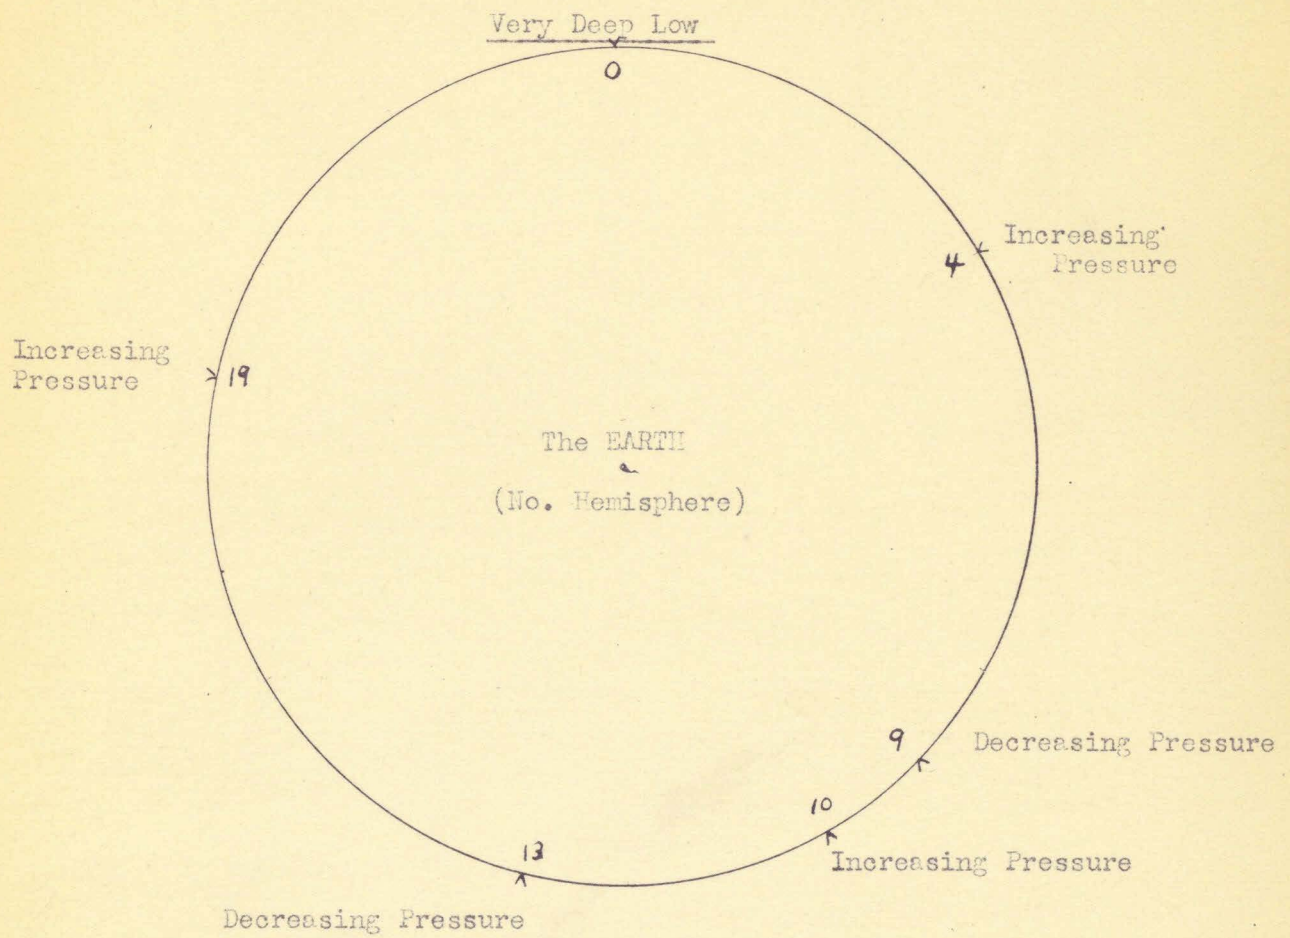 Very Deep Low
0
Increasing
4
Pressure
Increasing
Pressure
19
The EARTH
(No. Hemisphere)
9
Decreasing Pressure
10
Increasing Pressure
13
Decreasing Pressure